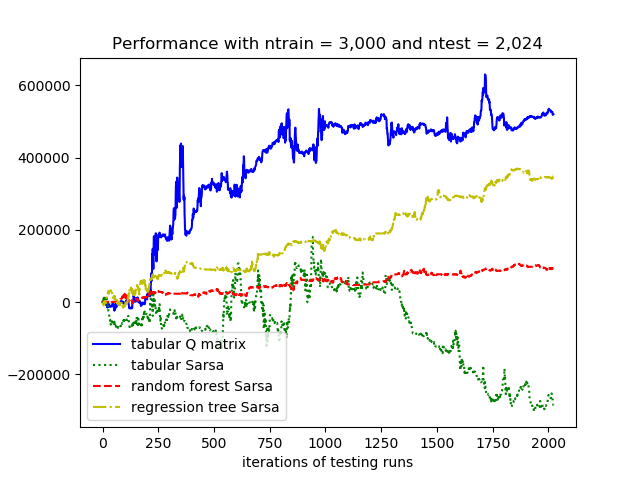 Performance with ntrain = 3,000 and ntest = 2,024
600000
400000
200000
0
−200000
tabular Q matrix
tabular Sarsa
random forest Sarsa
regression tree Sarsa
0 250 500 750 1000 1250 1500 1750 2000
iterations of testing runs